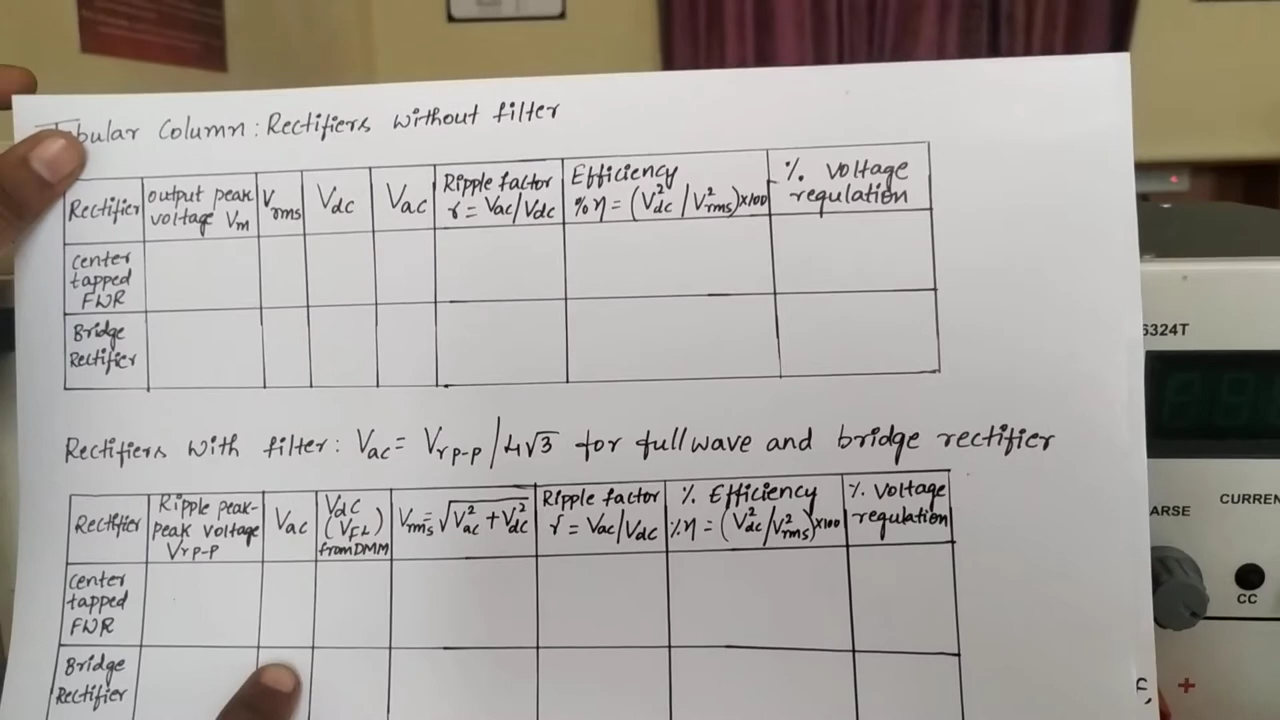 Tabular Column: Rectifiers without filter
Rectifier
output peak
voltage Vm
Vrms
Vdc
Vac
Ripple factor
r = Vac/Vdc
Efficiency
% η = (V²dc / V²rms)×100
% voltage
regulation
Center
tapped
FWR
Bridge
Rectifier
Rectifiers with filter: Vac = Vrp-p / 4√3 for fullwave and bridge rectifier
Rectifier
Ripple peak-
peak voltage
Vrp-p
Vac
Vdc
(VFL)
from DMM
Vrms = √V²ac + V²dc
Ripple factor
r = Vac/Vdc
% Efficiency
% η = (V²dc / V²rms)×100
% Voltage
regulation
Center
tapped
FWR
Bridge
Rectifier
6324T
CURREN
ARSE
CC
+